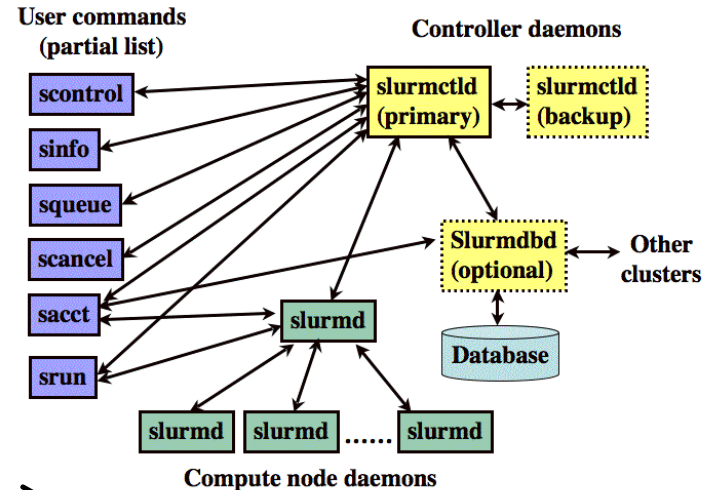 User commands
(partial list)
Controller daemons
scontrol
sinfo
squeue
scancel
sacct
srun
slurmctld
(primary)
slurmctld
(backup)
Slurmdbd
(optional)
Other
clusters
Database
slurmd
slurmd
slurmd
......
slurmd
Compute node daemons